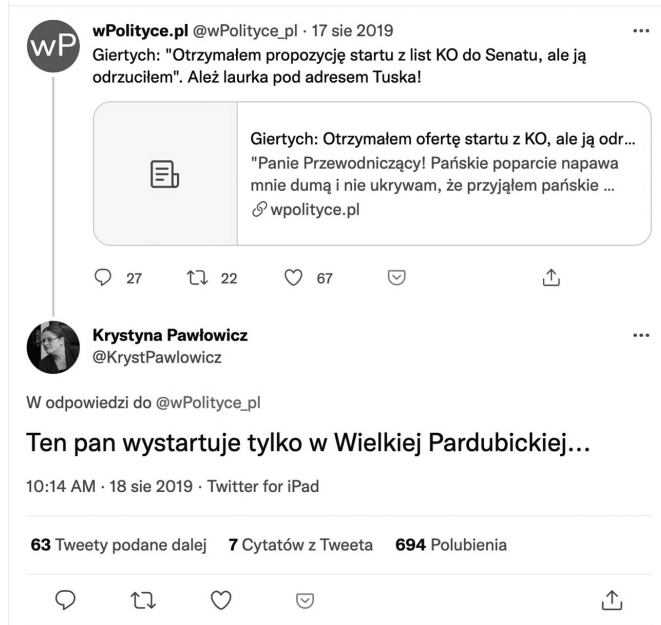 wP
wPolityce.pl @wPolityce_pl · 17 sie 2019
Giertych: "Otrzymałem propozycję startu z list KO do Senatu, ale ją
odrzuciłem". Ależ laurka pod adresem Tuska!
Giertych: Otrzymałem ofertę startu z KO, ale ją odr...
"Panie Przewodniczący! Pańskie poparcie napawa
mnie dumą i nie ukrywam, że przyjąłem pańskie ...
wpolityce.pl
27 22 67
Krystyna Pawłowicz
@KrystPawlowicz
W odpowiedzi do @wPolityce_pl
Ten pan wystartuje tylko w Wielkiej Pardubickiej...
10:14 AM · 18 sie 2019 · Twitter for iPad
63 Tweety podane dalej 7 Cytatów z Tweeta 694 Polubienia